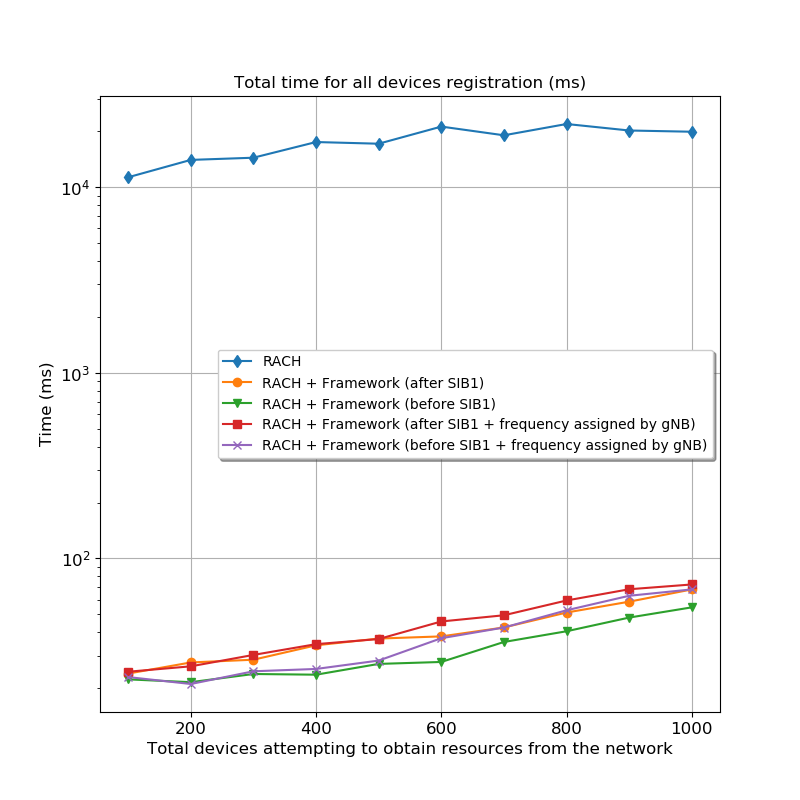 Total time for all devices registration (ms)
Time (ms)
10^4
10^3
10^2
RACH
RACH + Framework (after SIB1)
RACH + Framework (before SIB1)
RACH + Framework (after SIB1 + frequency assigned by gNB)
RACH + Framework (before SIB1 + frequency assigned by gNB)
200 400 600 800 1000
Total devices attempting to obtain resources from the network